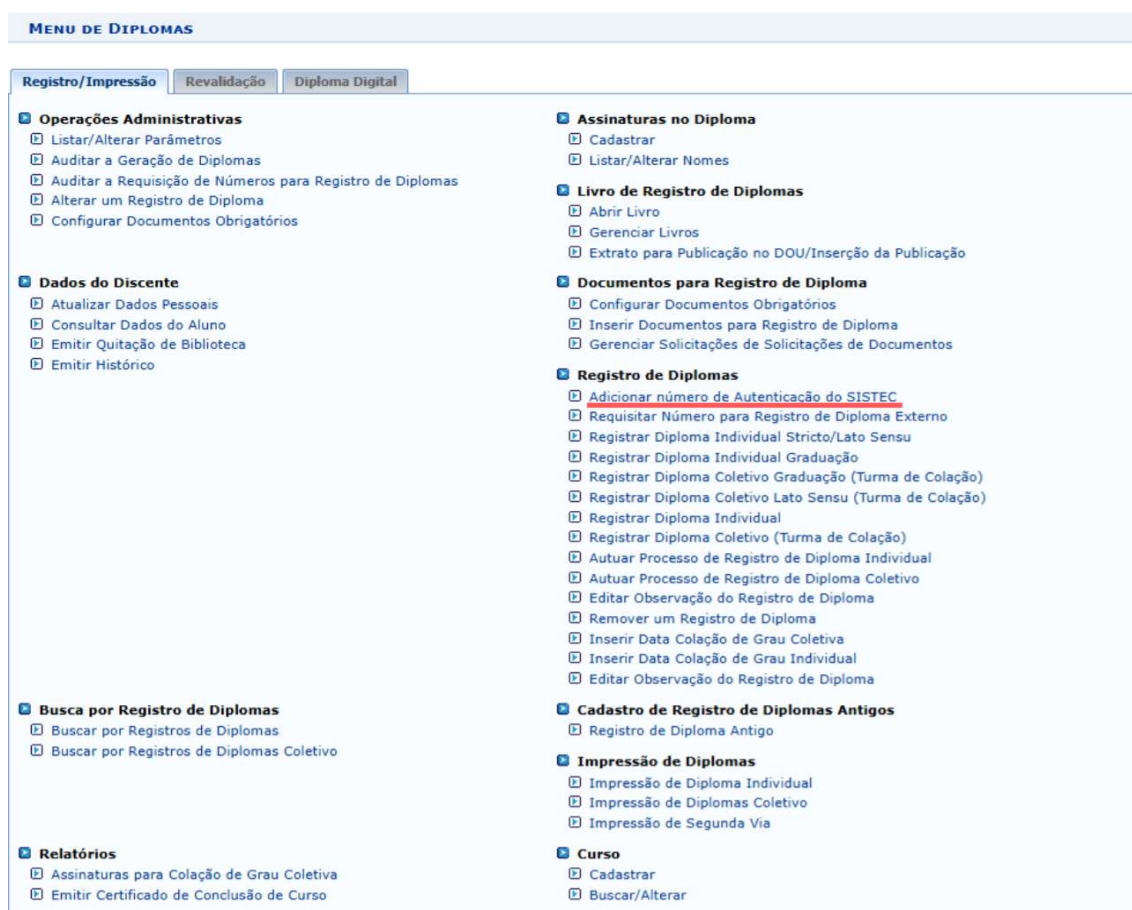 MENU DE DIPLOMAS
Registro/Impressão
Revalidação
Diploma Digital
Operações Administrativas
Listar/Alterar Parâmetros
Auditar a Geração de Diplomas
Auditar a Requisição de Números para Registro de Diplomas
Alterar um Registro de Diploma
Configurar Documentos Obrigatórios
Assinaturas no Diploma
Cadastrar
Listar/Alterar Nomes
Livro de Registro de Diplomas
Abrir Livro
Gerenciar Livros
Extrato para Publicação no DOU/Inserção da Publicação
Dados do Discente
Atualizar Dados Pessoais
Consultar Dados do Aluno
Emitir Quitação de Biblioteca
Emitir Histórico
Documentos para Registro de Diploma
Configurar Documentos Obrigatórios
Inserir Documentos para Registro de Diploma
Gerenciar Solicitações de Solicitações de Documentos
Registro de Diplomas
Adicionar número de Autenticação do SISTEC
Requisitar Número para Registro de Diploma Externo
Registrar Diploma Individual Stricto/Lato Sensu
Registrar Diploma Individual Graduação
Registrar Diploma Coletivo Graduação (Turma de Colação)
Registrar Diploma Coletivo Lato Sensu (Turma de Colação)
Registrar Diploma Individual
Registrar Diploma Coletivo (Turma de Colação)
Autuar Processo de Registro de Diploma Individual
Autuar Processo de Registro de Diploma Coletivo
Editar Observação do Registro de Diploma
Remover um Registro de Diploma
Inserir Data Colação de Grau Coletiva
Inserir Data Colação de Grau Individual
Editar Observação do Registro de Diploma
Busca por Registro de Diplomas
Buscar por Registros de Diplomas
Buscar por Registros de Diplomas Coletivo
Cadastro de Registro de Diplomas Antigos
Registro de Diploma Antigo
Impressão de Diplomas
Impressão de Diploma Individual
Impressão de Diplomas Coletivo
Impressão de Segunda Via
Relatórios
Assinaturas para Colação de Grau Coletiva
Emitir Certificado de Conclusão de Curso
Curso
Cadastrar
Buscar/Alterar